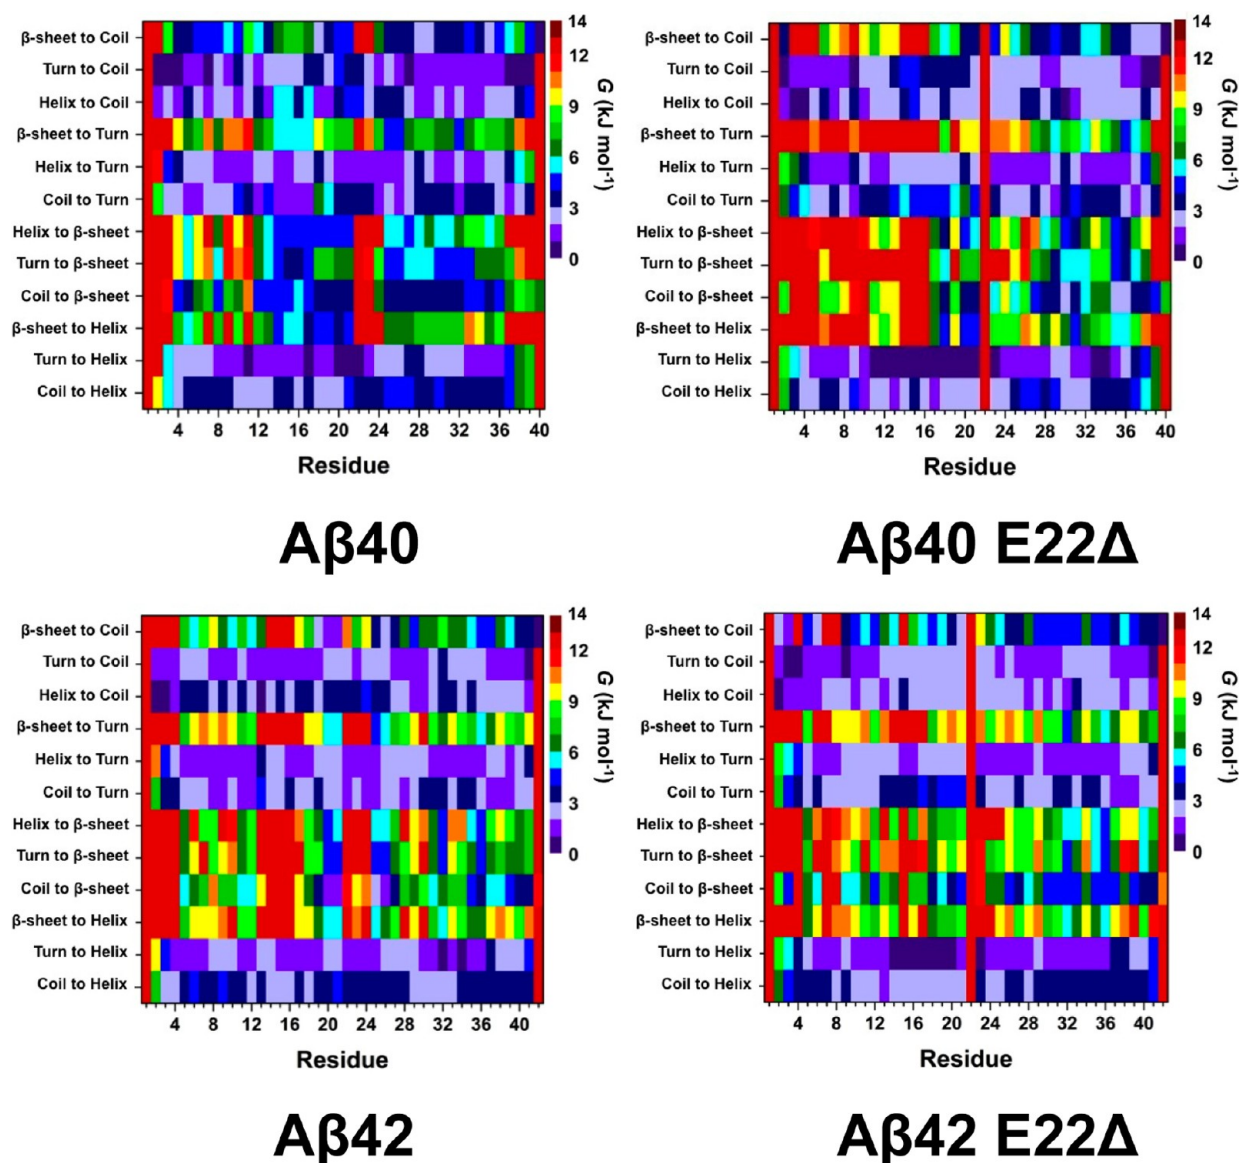 β-sheet to Coil
Turn to Coil
Helix to Coil
β-sheet to Turn
Helix to Turn
Coil to Turn
Helix to β-sheet
Turn to β-sheet
Coil to β-sheet
β-sheet to Helix
Turn to Helix
Coil to Helix
4 8 12 16 20 24 28 32 36 40
Residue
14
12
9
6
3
0
G (kJ mol⁻¹)
Aβ40
β-sheet to Coil
Turn to Coil
Helix to Coil
β-sheet to Turn
Helix to Turn
Coil to Turn
Helix to β-sheet
Turn to β-sheet
Coil to β-sheet
β-sheet to Helix
Turn to Helix
Coil to Helix
4 8 12 16 20 24 28 32 36 40
Residue
14
12
9
6
3
0
G (kJ mol⁻¹)
Aβ40 E22Δ
β-sheet to Coil
Turn to Coil
Helix to Coil
β-sheet to Turn
Helix to Turn
Coil to Turn
Helix to β-sheet
Turn to β-sheet
Coil to β-sheet
β-sheet to Helix
Turn to Helix
Coil to Helix
4 8 12 16 20 24 28 32 36 40
Residue
14
12
9
6
3
0
G (kJ mol⁻¹)
Aβ42
β-sheet to Coil
Turn to Coil
Helix to Coil
β-sheet to Turn
Helix to Turn
Coil to Turn
Helix to β-sheet
Turn to β-sheet
Coil to β-sheet
β-sheet to Helix
Turn to Helix
Coil to Helix
4 8 12 16 20 24 28 32 36 40
Residue
14
12
9
6
3
0
G (kJ mol⁻¹)
Aβ42 E22Δ